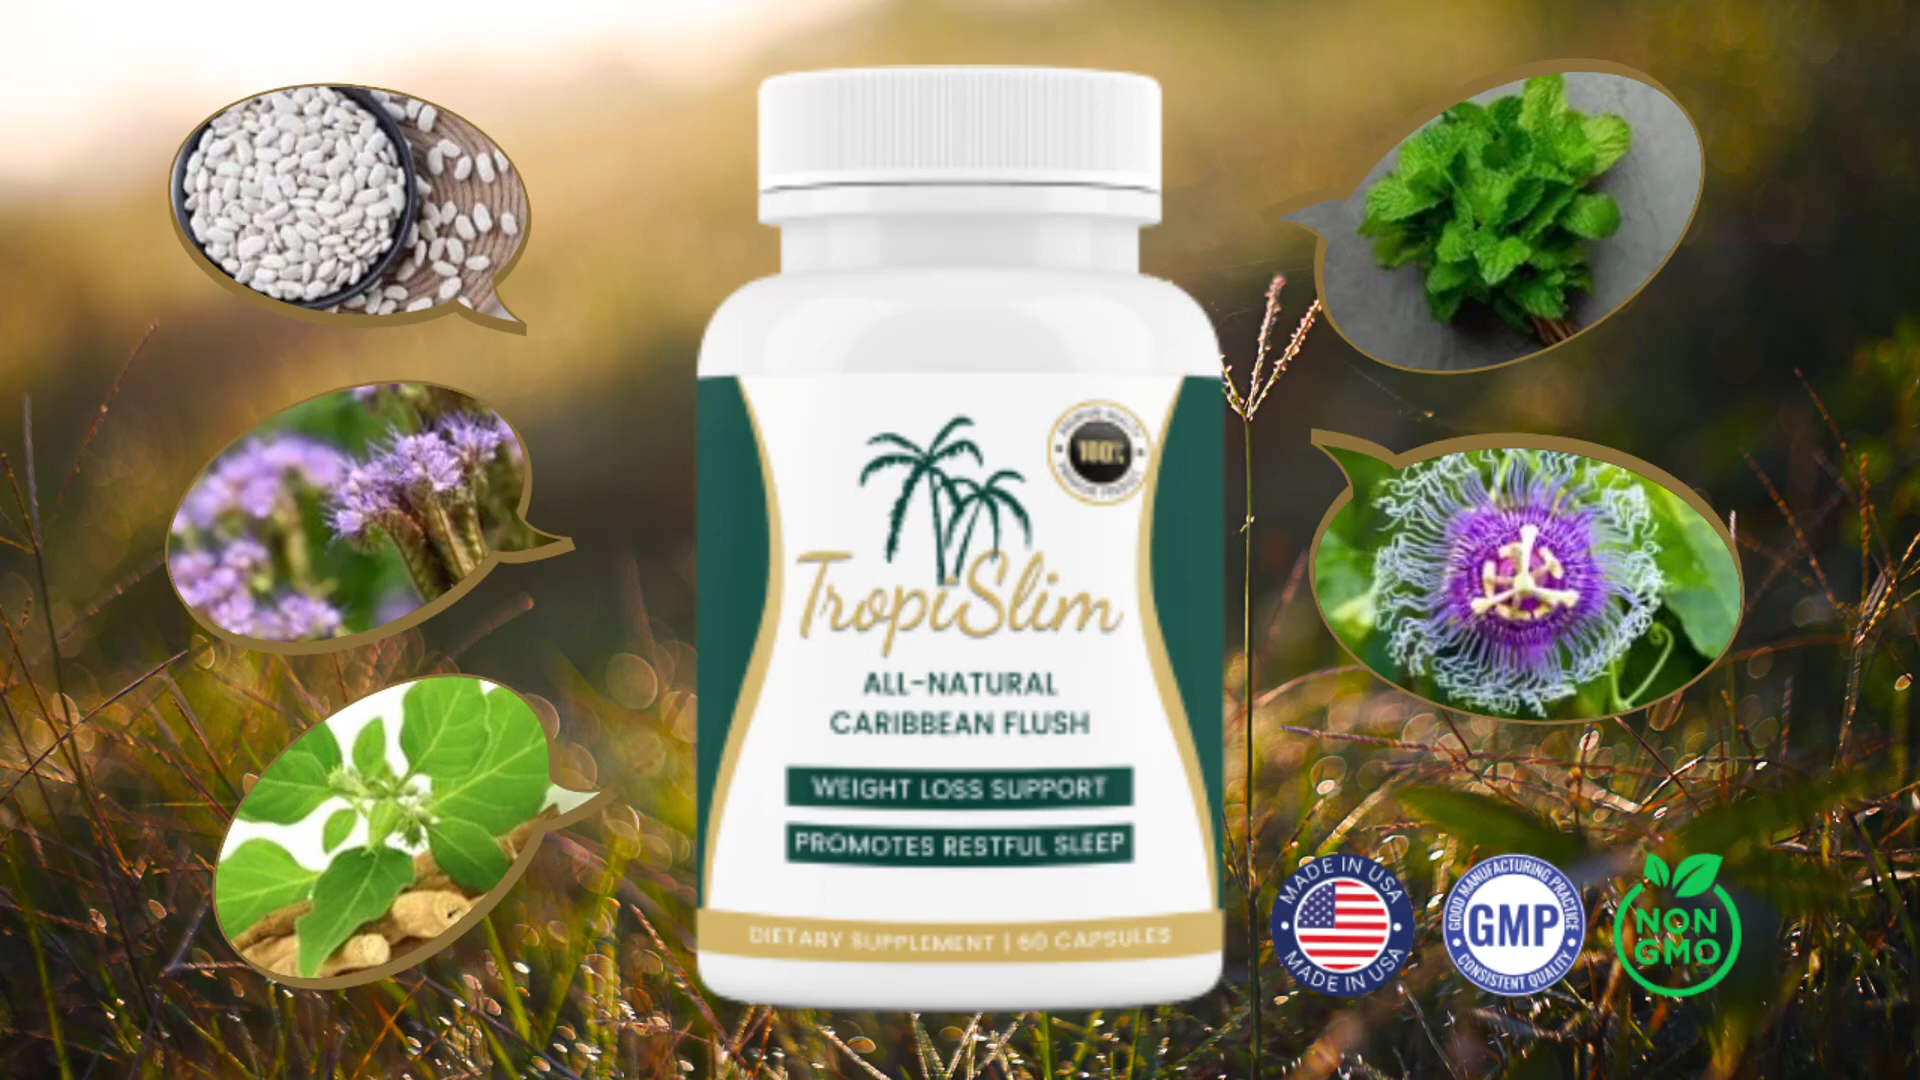 100%
TropiSlim
ALL-NATURAL
CARIBBEAN FLUSH
WEIGHT LOSS SUPPORT
PROMOTES RESTFUL SLEEP
DIETARY SUPPLEMENT | 60 CAPSULES
MADE IN USA
MADE IN USA
GOOD MANUFACTURING PRACTICE
GMP
CONSISTENT QUALITY
NON
GMO